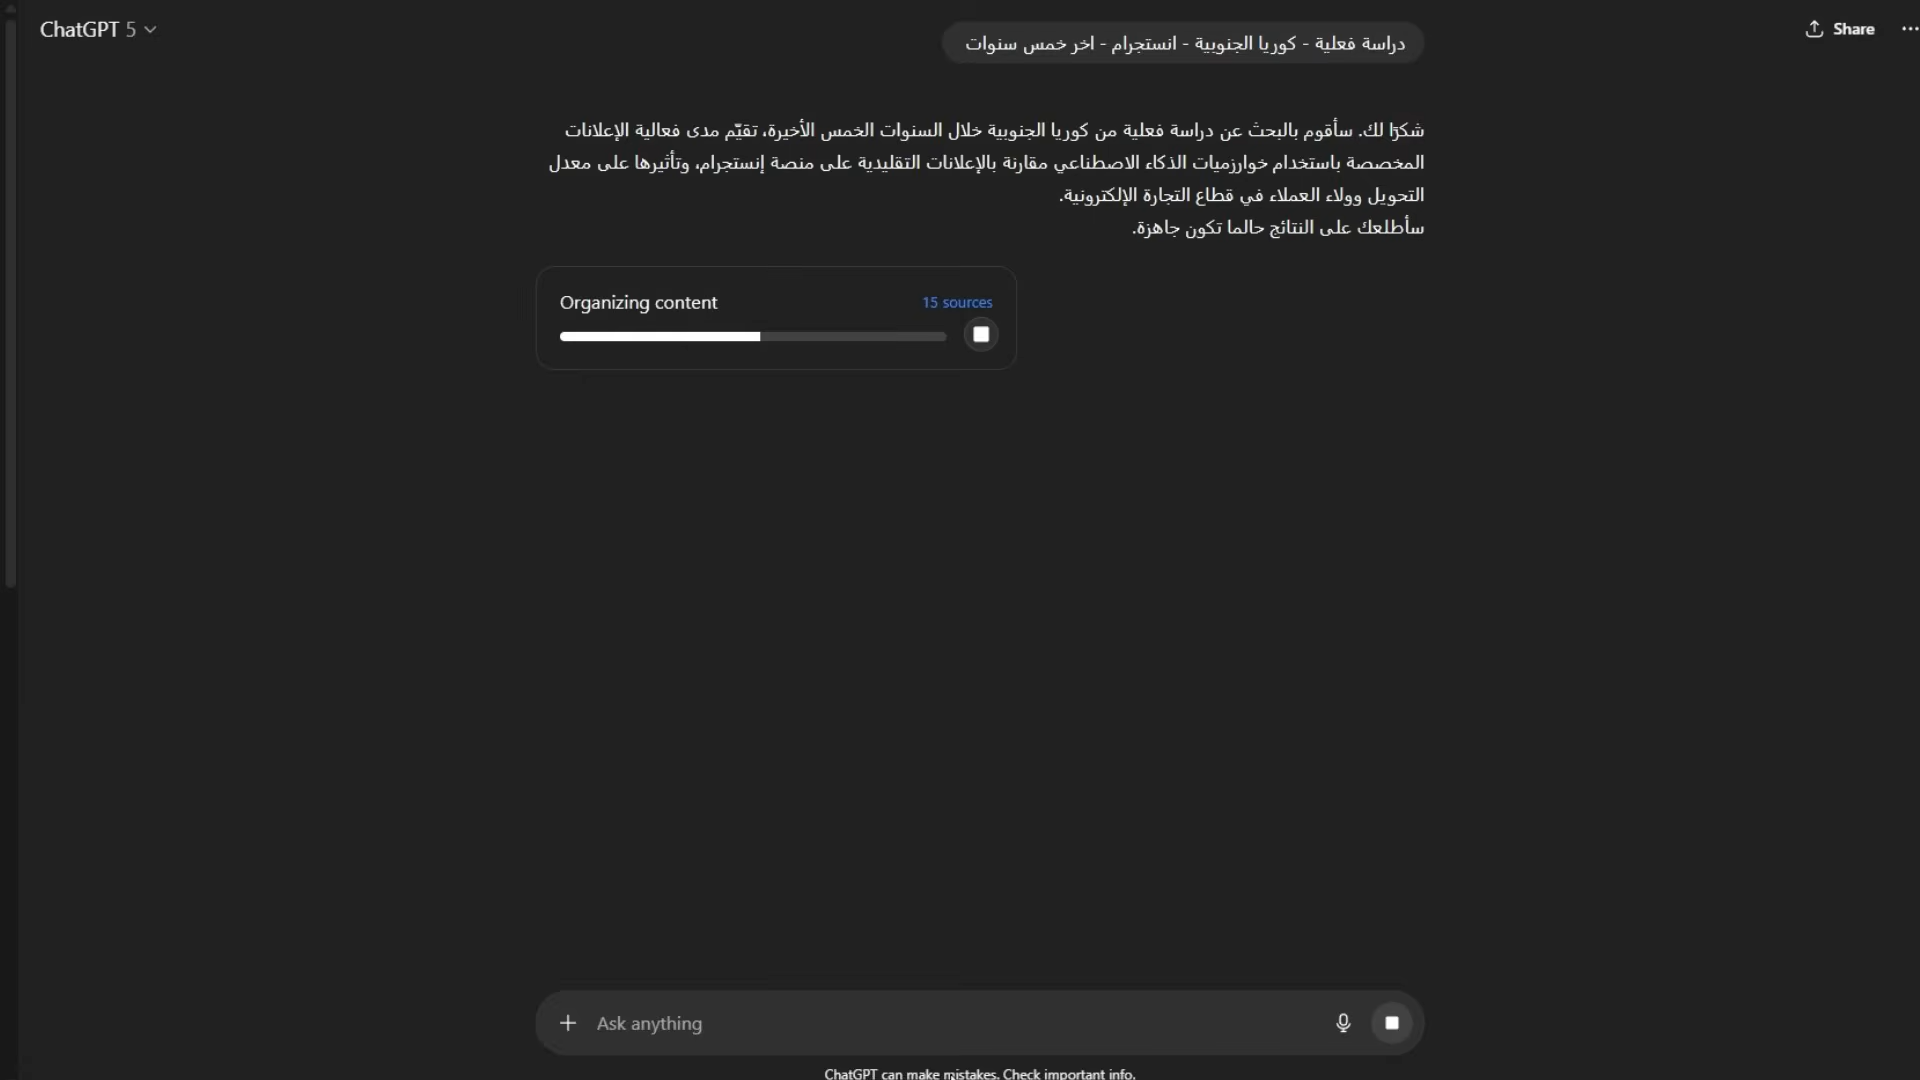 ChatGPT 5
Share
دراسة فعلية - كوريا الجنوبية - انستجرام - اخر خمس سنوات
شكرًا لك. سأقوم بالبحث عن دراسة فعلية من كوريا الجنوبية خلال السنوات الخمس الأخيرة، تقيّم مدى فعالية الإعلانات
المخصصة باستخدام خوارزميات الذكاء الاصطناعي مقارنة بالإعلانات التقليدية على منصة إنستجرام، وتأثيرها على معدل
التحويل وولاء العملاء في قطاع التجارة الإلكترونية.
سأطلعك على النتائج حالما تكون جاهزة.
Organizing content
15 sources
Ask anything
ChatGPT can make mistakes. Check important info.